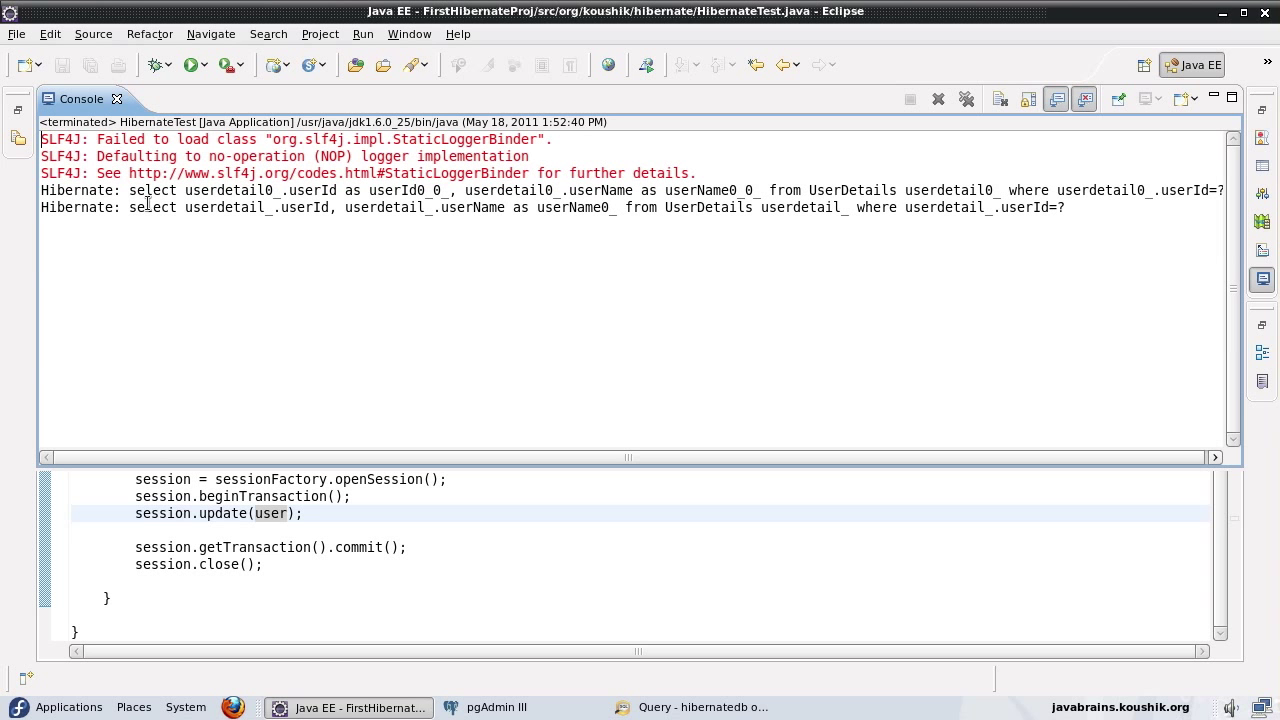 Java EE - FirstHibernateProj/src/org/koushik/hibernate/HibernateTest.java - Eclipse
File Edit Source Refactor Navigate Search Project Run Window Help
Java EE
Console
<terminated> HibernateTest [Java Application] /usr/java/jdk1.6.0_25/bin/java (May 18, 2011 1:52:40 PM)
SLF4J: Failed to load class "org.slf4j.impl.StaticLoggerBinder".
SLF4J: Defaulting to no-operation (NOP) logger implementation
SLF4J: See http://www.slf4j.org/codes.html#StaticLoggerBinder for further details.
Hibernate: select userdetail0_.userId as userId0_0_, userdetail0_.userName as userName0_0_ from UserDetails userdetail0_ where userdetail0_.userId=?
Hibernate: select userdetail_.userId, userdetail_.userName as userName0_ from UserDetails userdetail_ where userdetail_.userId=?
session = sessionFactory.openSession();
session.beginTransaction();
session.update(user);
session.getTransaction().commit();
session.close();
}
}
Applications Places System Java EE - FirstHibernat... pgAdmin III Query - hibernatedb o... javabrains.koushik.org